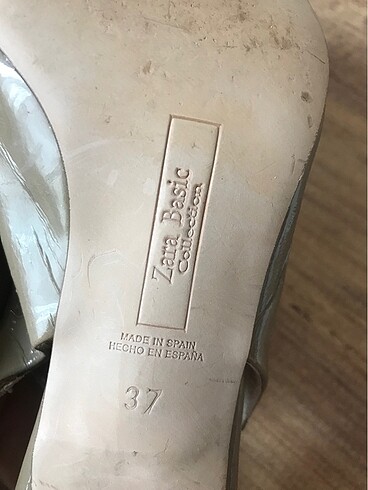 Zara Basic
Collection
MADE IN SPAIN
HECHO EN ESPAÑA
37